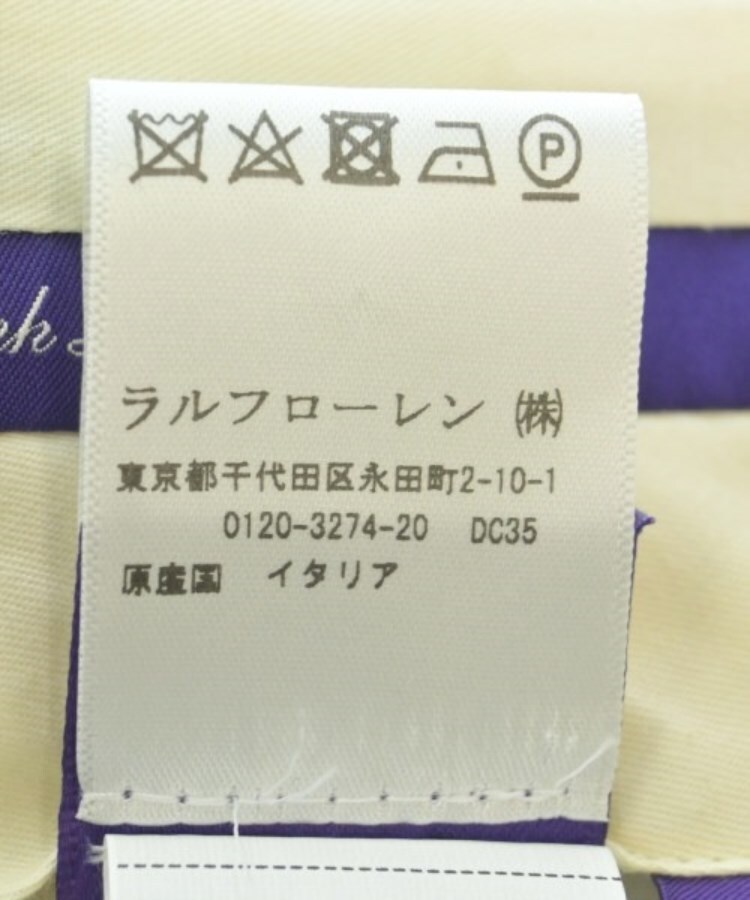 P
ラルフローレン ㈱
東京都千代田区永田町2-10-1
0120-3274-20 DC35
原産国 イタリア